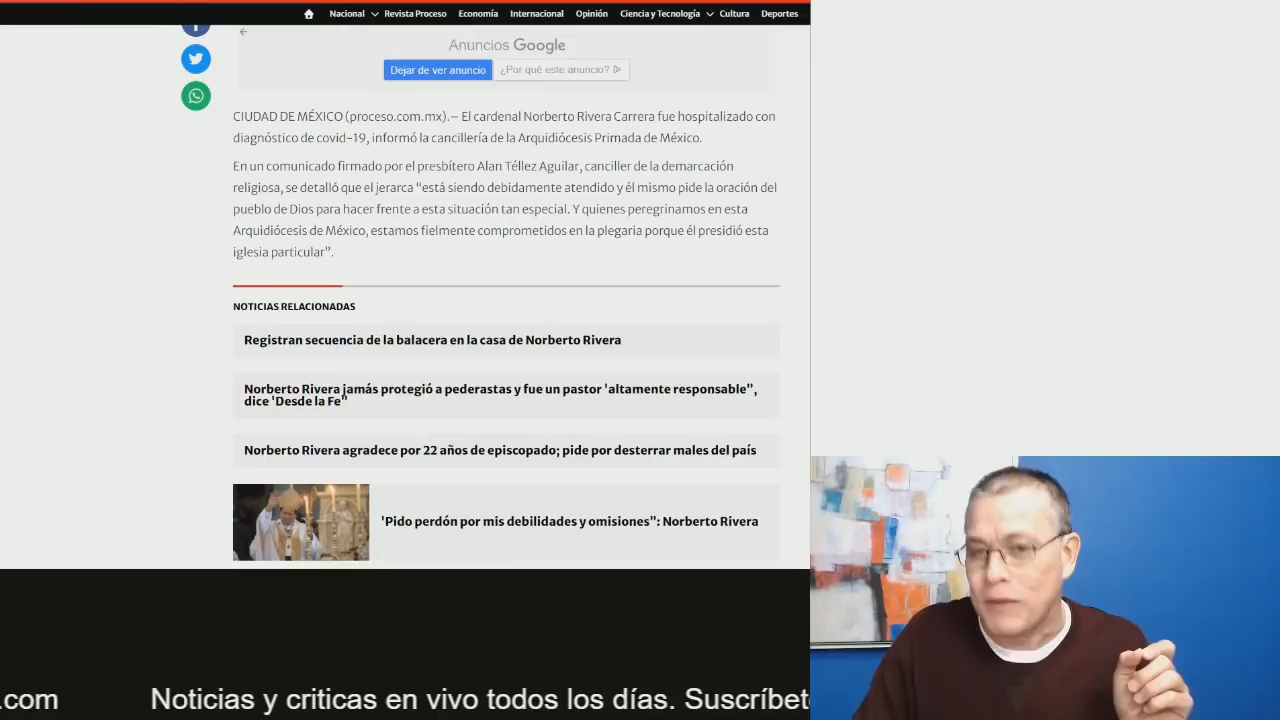 Nacional Revista Proceso Economía Internacional Opinión Ciencia y Tecnología Cultura Deportes
Anuncios Google
Dejar de ver anuncio ¿Por qué este anuncio?
CIUDAD DE MÉXICO (proceso.com.mx).– El cardenal Norberto Rivera Carrera fue hospitalizado con
diagnóstico de covid-19, informó la cancillería de la Arquidiócesis Primada de México.
En un comunicado firmado por el presbítero Alan Téllez Aguilar, canciller de la demarcación
religiosa, se detalló que el jerarca “está siendo debidamente atendido y él mismo pide la oración del
pueblo de Dios para hacer frente a esta situación tan especial. Y quienes peregrinamos en esta
Arquidiócesis de México, estamos fielmente comprometidos en la plegaria porque él presidió esta
iglesia particular”.
NOTICIAS RELACIONADAS
Registran secuencia de la balacera en la casa de Norberto Rivera
Norberto Rivera jamás protegió a pederastas y fue un pastor 'altamente responsable”,
dice 'Desde la Fe”
Norberto Rivera agradece por 22 años de episcopado; pide por desterrar males del país
'Pido perdón por mis debilidades y omisiones”: Norberto Rivera
.com Noticias y criticas en vivo todos los días. Suscríbet